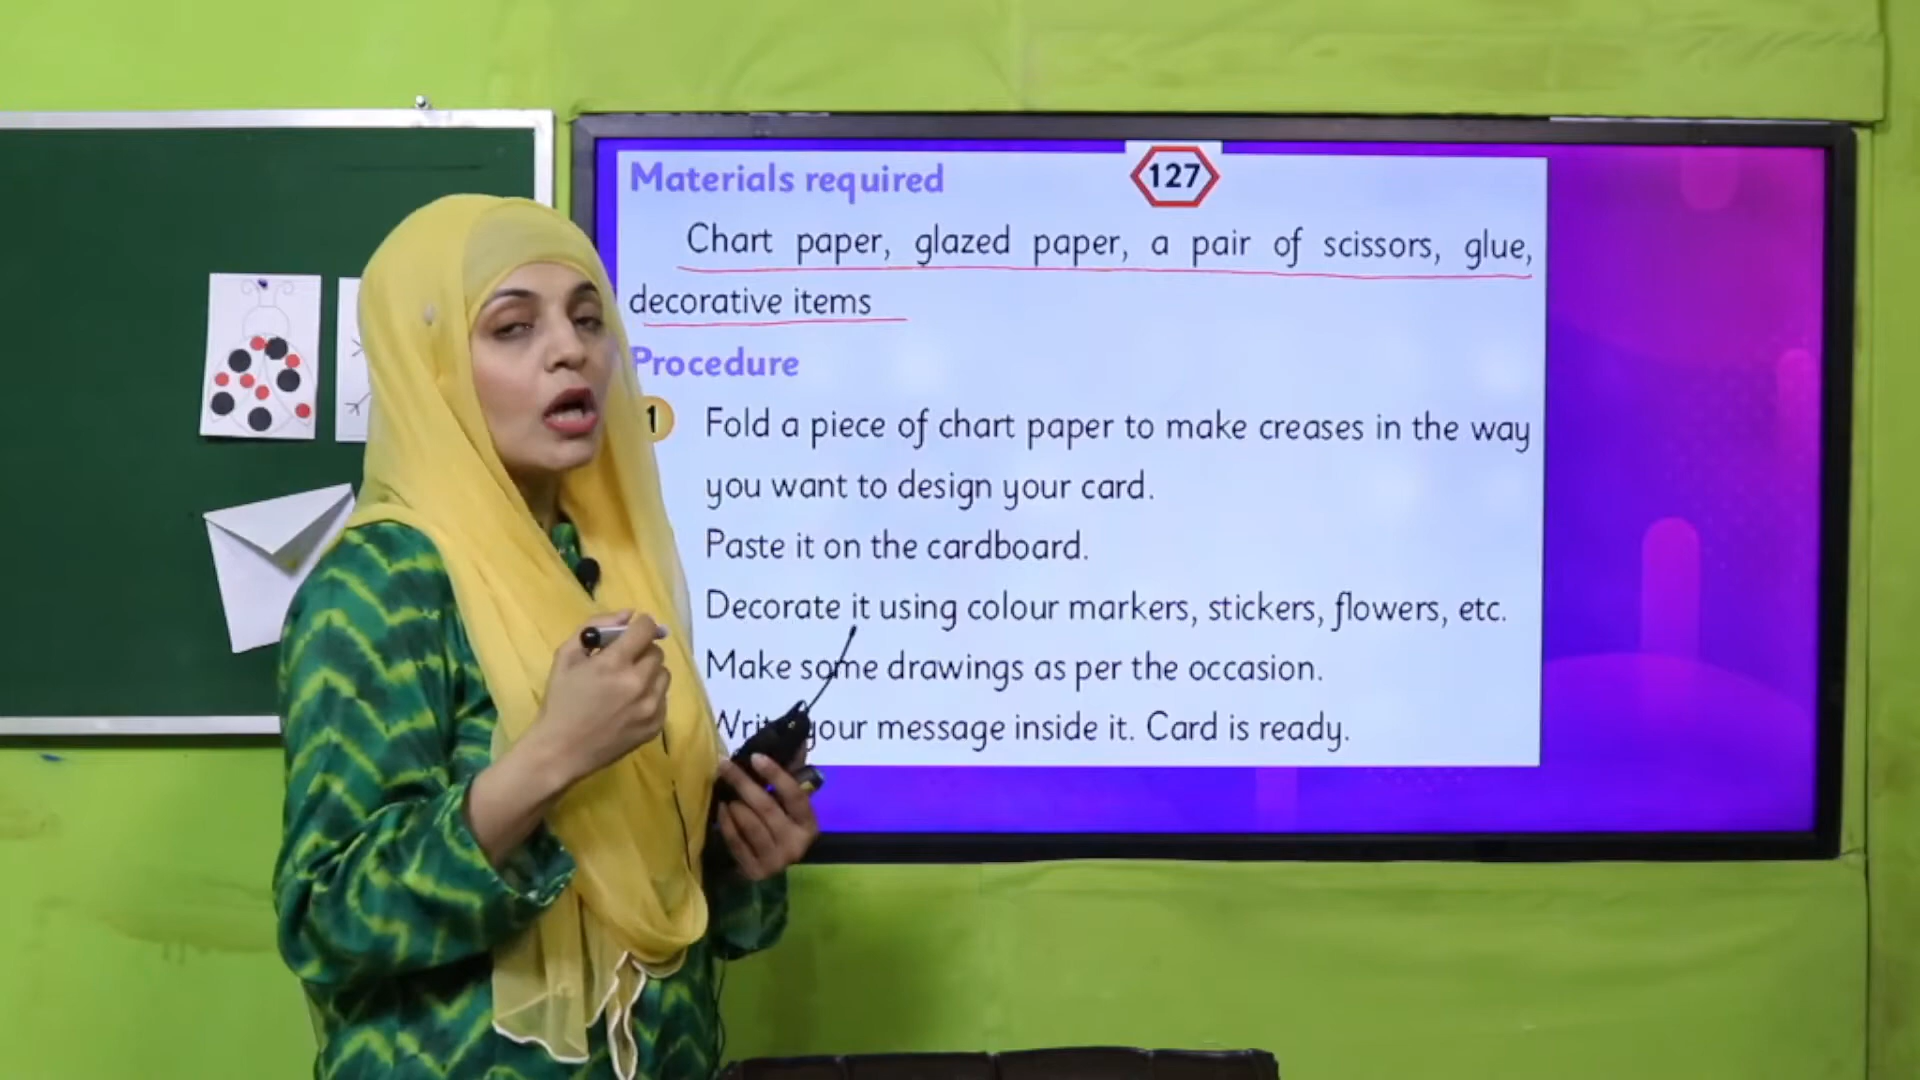 Materials required
127
Chart paper, glazed paper, a pair of scissors, glue,
decorative items
Procedure
1 Fold a piece of chart paper to make creases in the way
you want to design your card.
Paste it on the cardboard.
Decorate it using colour markers, stickers, flowers, etc.
Make some drawings as per the occasion.
Write your message inside it. Card is ready.